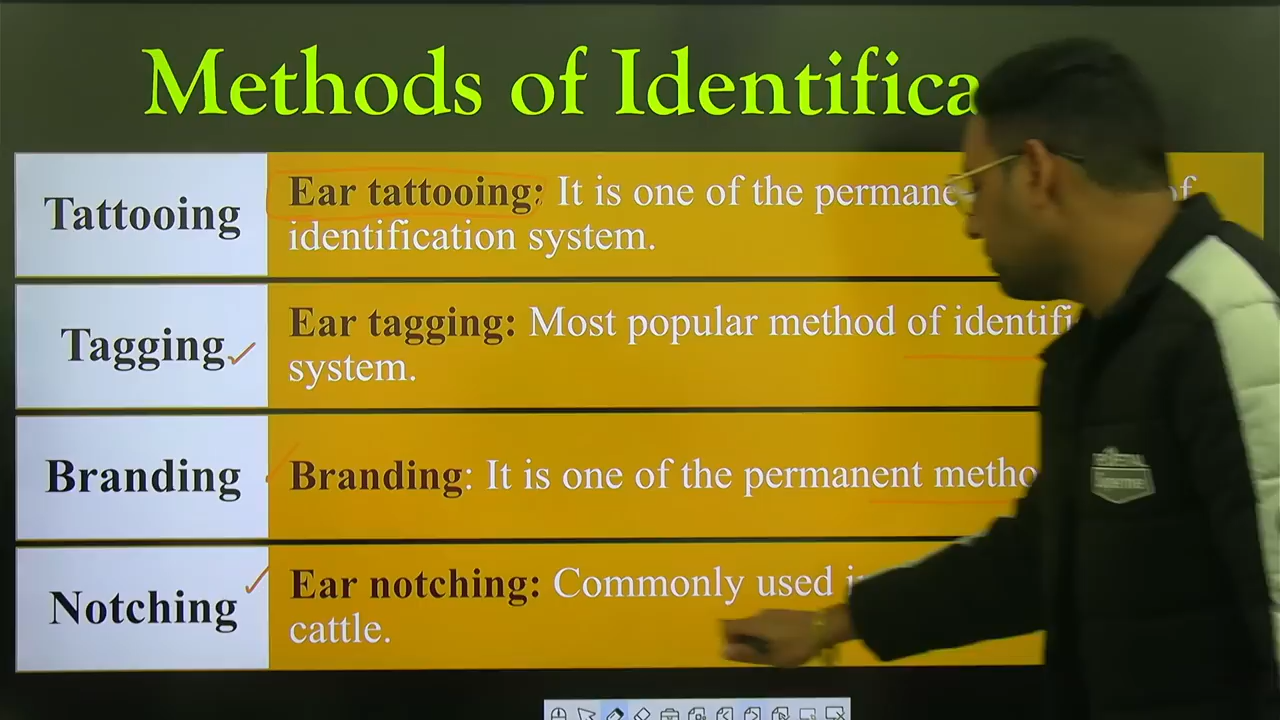 Methods of Identifica
Tattooing
Ear tattooing: It is one of the permane of
identification system.
Tagging
Ear tagging: Most popular method of identifi
system.
Branding
Branding: It is one of the permanent metho
Notching
Ear notching: Commonly used
cattle.